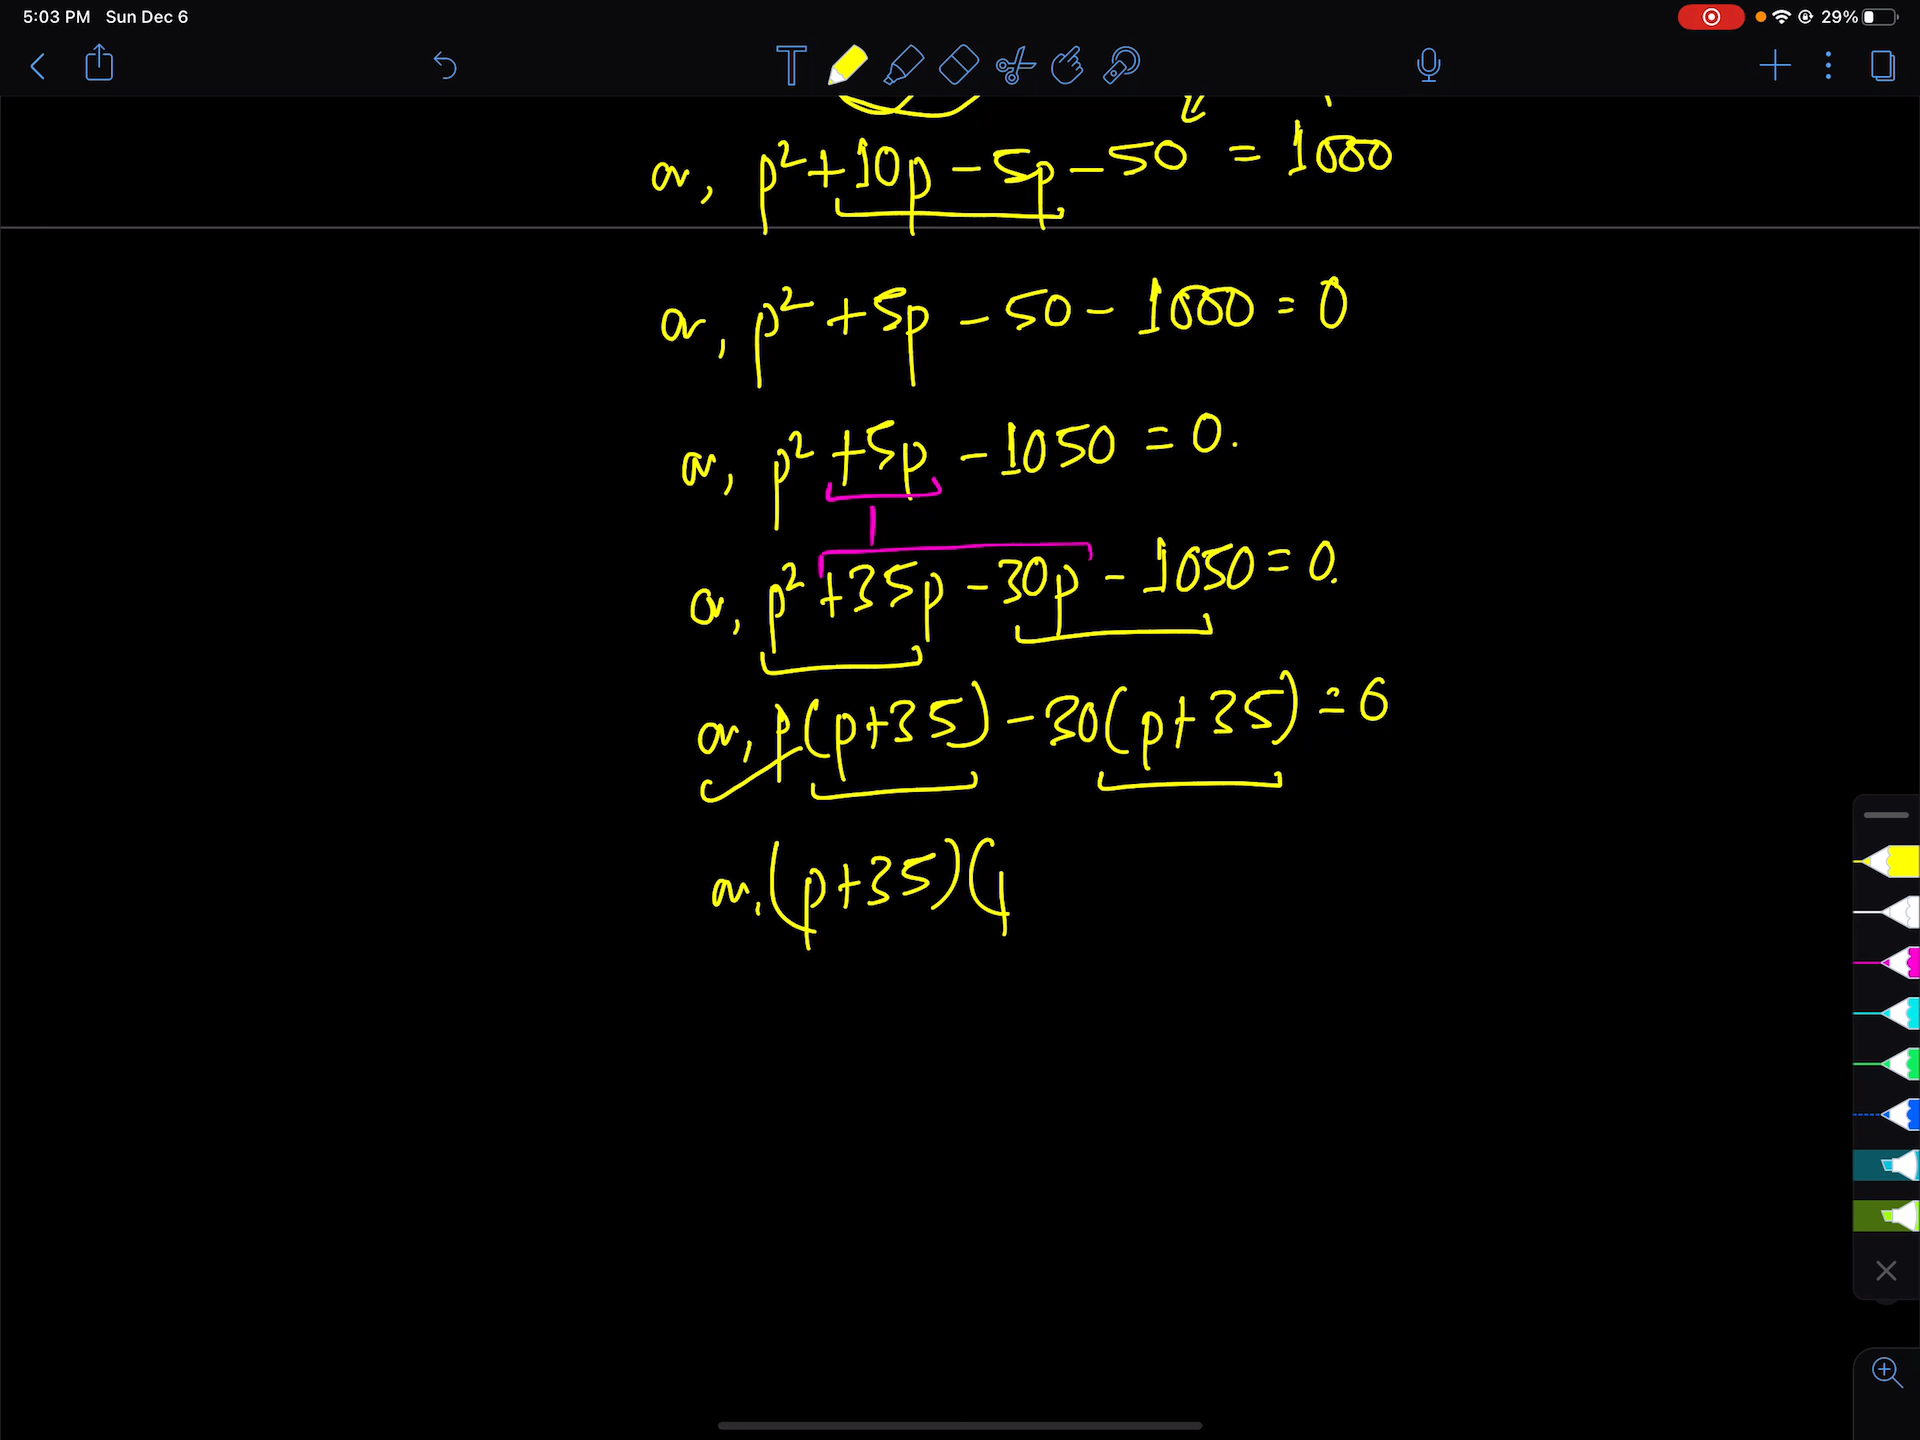 5:03 PM Sun Dec 6
29%
or, p² + 10p - 5p - 50 = 1000
or, p² + 5p - 50 - 1000 = 0
or, p² + 5p - 1050 = 0.
or, p² + 35p - 30p - 1050 = 0.
or, p(p+35) - 30(p+35) = 0
or, (p+35)(p